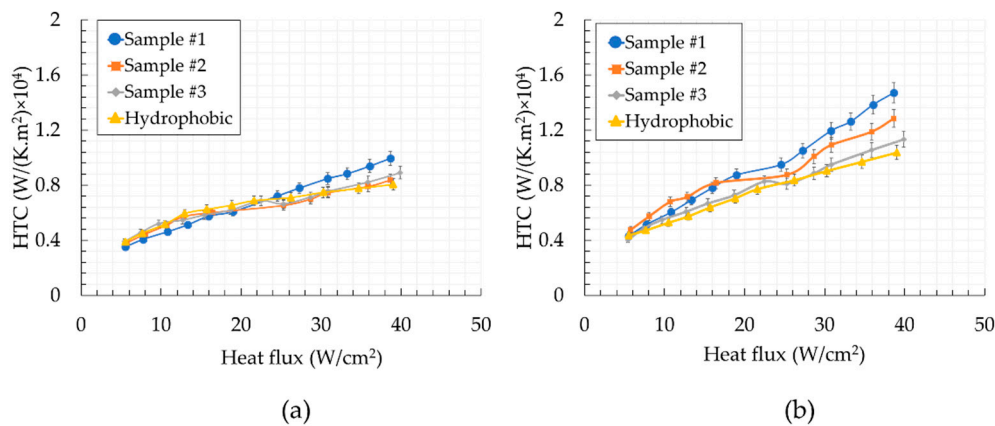 2
1.6
1.2
0.8
0.4
0
HTC (W/(K.m²)×10⁴)
Sample #1
Sample #2
Sample #3
Hydrophobic
0 10 20 30 40 50
Heat flux (W/cm²)
(a)
2
1.6
1.2
0.8
0.4
0
HTC (W/(K.m²)×10⁴)
Sample #1
Sample #2
Sample #3
Hydrophobic
0 10 20 30 40 50
Heat flux (W/cm²)
(b)